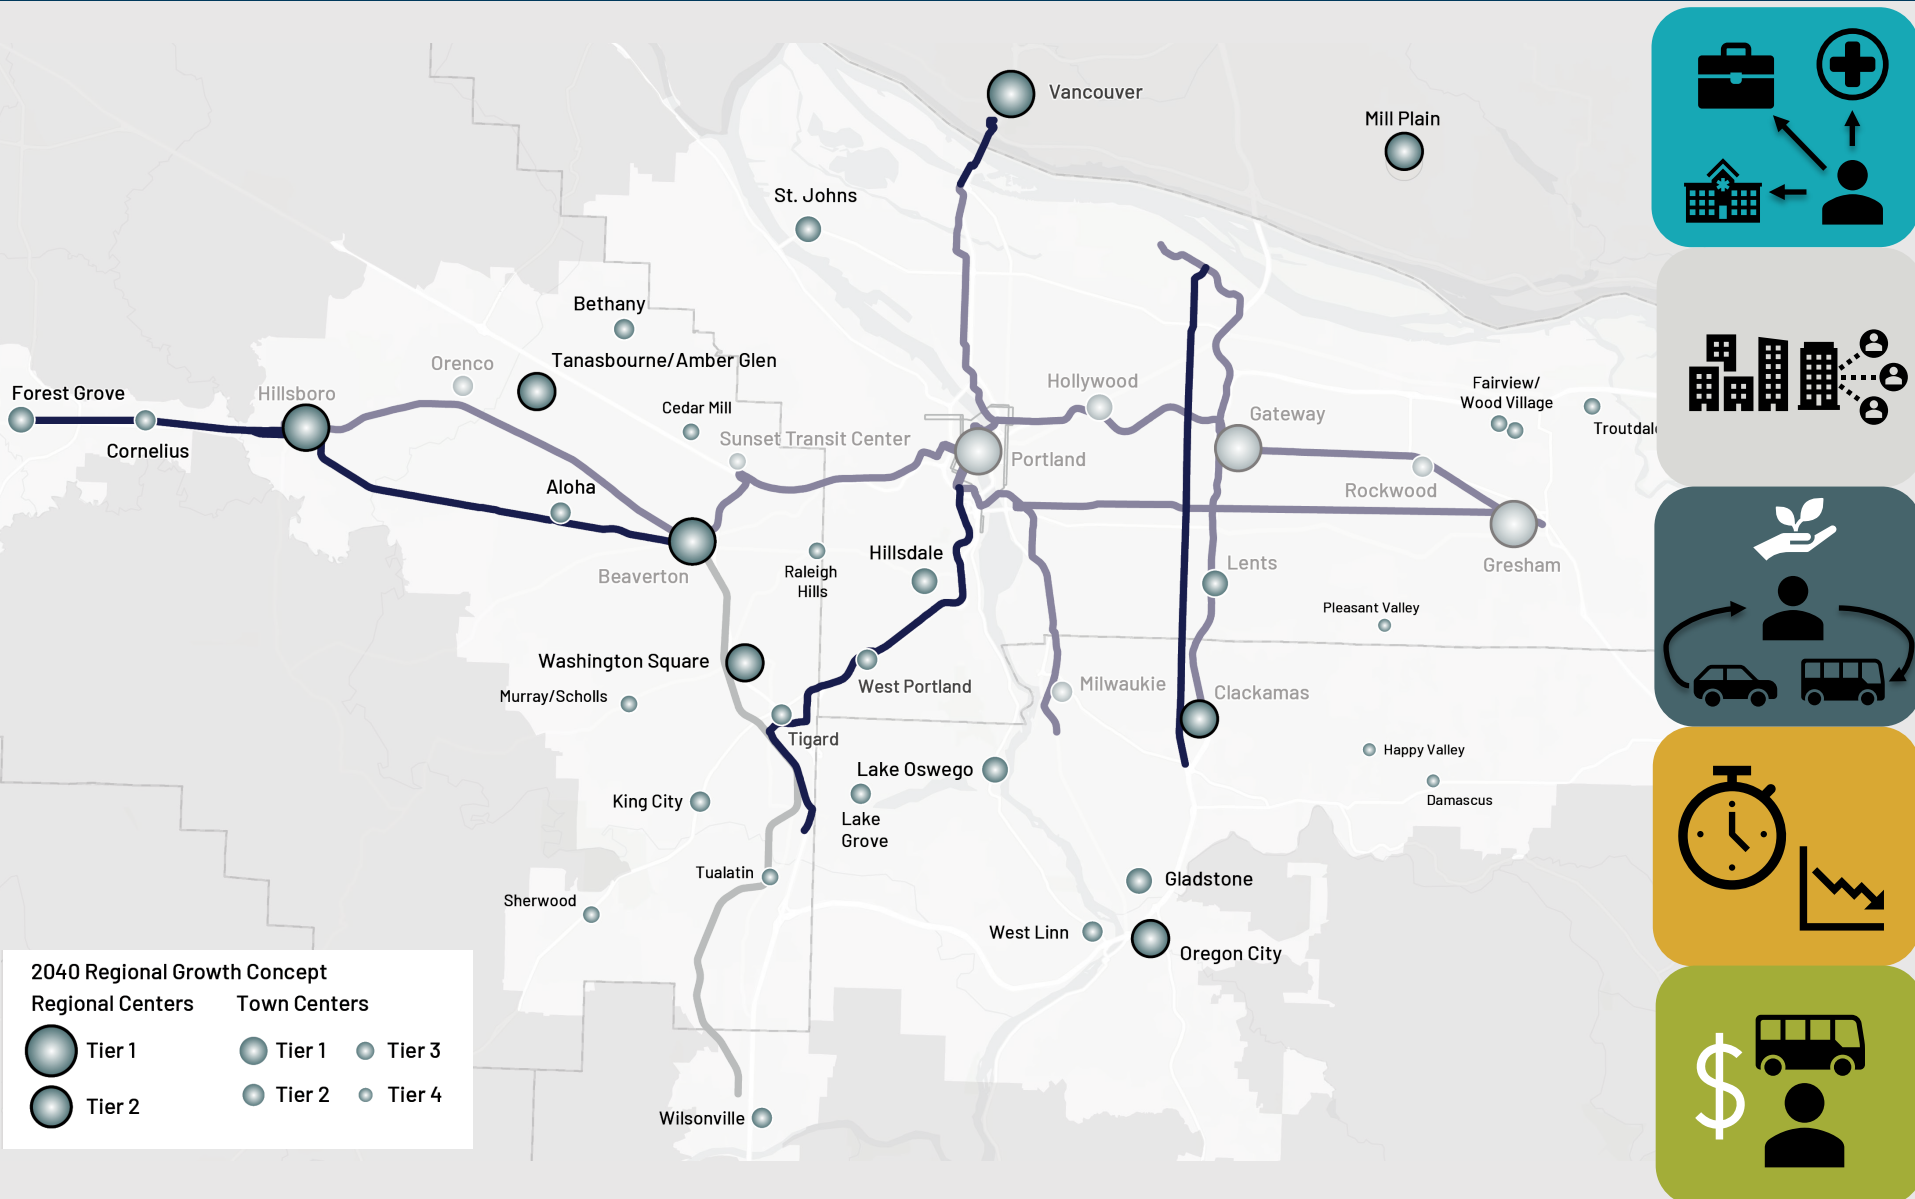 Vancouver
Mill Plain
St. Johns
Bethany
Tanasbourne/Amber Glen
Orenco
Hillsboro
Forest Grove
Cornelius
Cedar Mill
Sunset Transit Center
Hollywood
Gateway
Portland
Fairview/
Wood Village
Troutdal
Rockwood
Aloha
Gresham
Hillsdale
Beaverton
Raleigh
Hills
Lents
Pleasant Valley
Washington Square
Murray/Scholls
West Portland
Milwaukie
Clackamas
Tigard
Happy Valley
Lake Oswego
King City
Damascus
Lake
Grove
Tualatin
Gladstone
Sherwood
West Linn
Oregon City
2040 Regional Growth Concept
Regional Centers
Town Centers
Tier 1
Tier 1
Tier 3
Tier 2
Tier 2
Tier 4
Wilsonville
$